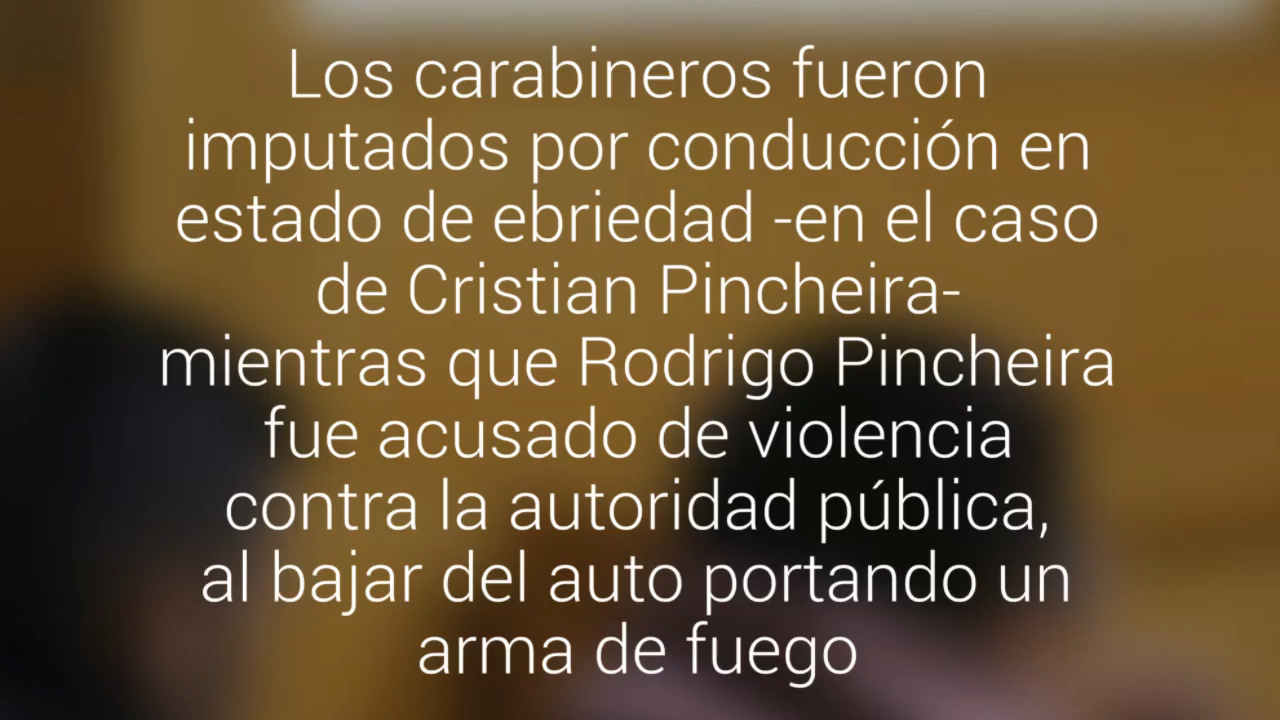 Los carabineros fueron
imputados por conducción en
estado de ebriedad -en el caso
de Cristian Pincheira-
mientras que Rodrigo Pincheira
fue acusado de violencia
contra la autoridad pública,
al bajar del auto portando un
arma de fuego